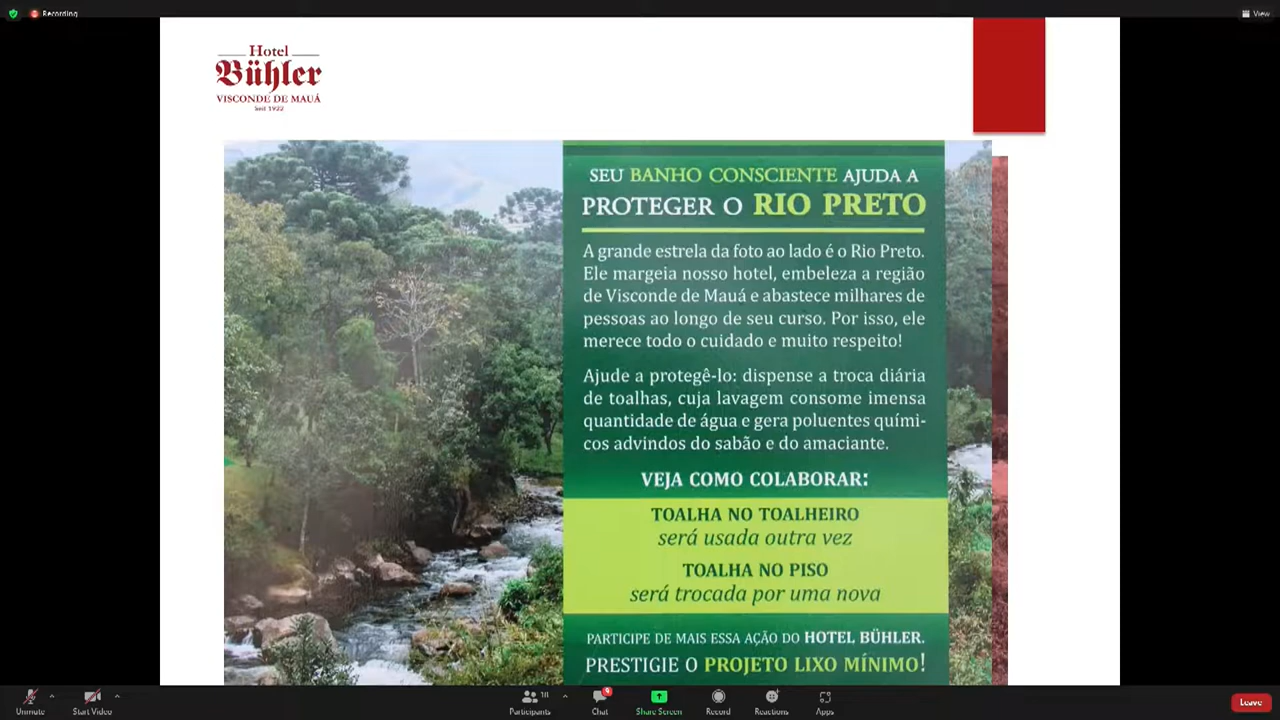 Recording
View
Hotel
Bühler
VISCONDE DE MAUÁ
Seit 1922
SEU BANHO CONSCIENTE AJUDA A
PROTEGER O RIO PRETO
A grande estrela da foto ao lado é o Rio Preto.
Ele margeia nosso hotel, embeleza a região
de Visconde de Mauá e abastece milhares de
pessoas ao longo de seu curso. Por isso, ele
merece todo o cuidado e muito respeito!
Ajude a protegê-lo: dispense a troca diária
de toalhas, cuja lavagem consome imensa
quantidade de água e gera poluentes quími-
cos advindos do sabão e do amaciante.
VEJA COMO COLABORAR:
TOALHA NO TOALHEIRO
será usada outra vez
TOALHA NO PISO
será trocada por uma nova
PARTICIPE DE MAIS ESSA AÇÃO DO HOTEL BÜHLER.
PRESTIGIE O PROJETO LIXO MÍNIMO!
Unmute
Start Video
Participants
Chat
Share Screen
Record
Reactions
Apps
Leave